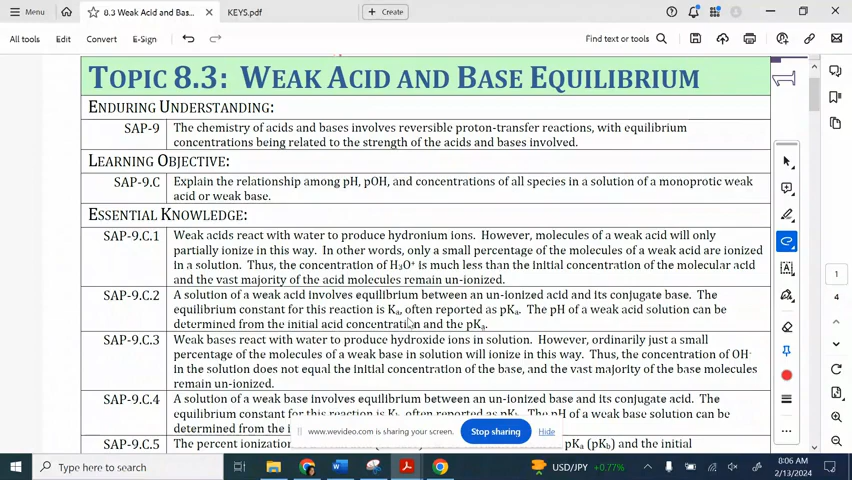 Menu
8.3 Weak Acid and Bas...
KEYS.pdf
Create
All tools Edit Convert E-Sign
Find text or tools
TOPIC 8.3: WEAK ACID AND BASE EQUILIBRIUM
ENDURING UNDERSTANDING:
SAP-9 The chemistry of acids and bases involves reversible proton-transfer reactions, with equilibrium
concentrations being related to the strength of the acids and bases involved.
LEARNING OBJECTIVE:
SAP-9.C Explain the relationship among pH, pOH, and concentrations of all species in a solution of a monoprotic weak
acid or weak base.
ESSENTIAL KNOWLEDGE:
SAP-9.C.1 Weak acids react with water to produce hydronium ions. However, molecules of a weak acid will only
partially ionize in this way. In other words, only a small percentage of the molecules of a weak acid are ionized
in a solution. Thus, the concentration of H₃O⁺ is much less than the initial concentration of the molecular acid
and the vast majority of the acid molecules remain un-ionized.
SAP-9.C.2 A solution of a weak acid involves equilibrium between an un-ionized acid and its conjugate base. The
equilibrium constant for this reaction is Kₐ, often reported as pKₐ. The pH of a weak acid solution can be
determined from the initial acid concentration and the pKₐ.
SAP-9.C.3 Weak bases react with water to produce hydroxide ions in solution. However, ordinarily just a small
percentage of the molecules of a weak base in solution will ionize in this way. Thus, the concentration of OH⁻
in the solution does not equal the initial concentration of the base, and the vast majority of the base molecules
remain un-ionized.
SAP-9.C.4 A solution of a weak base involves equilibrium between an un-ionized base and its conjugate acid. The
equilibrium constant for this reaction is K_b, often reported as pK_b. The pH of a weak base solution can be
determined from the i
www.wevideo.com is sharing your screen.
Stop sharing
Hide
SAP-9.C.5 The percent ionization
pKₐ (pK_b) and the initial
1
4
Type here to search
USD/JPY +0.77%
8:06 AM
2/13/2024